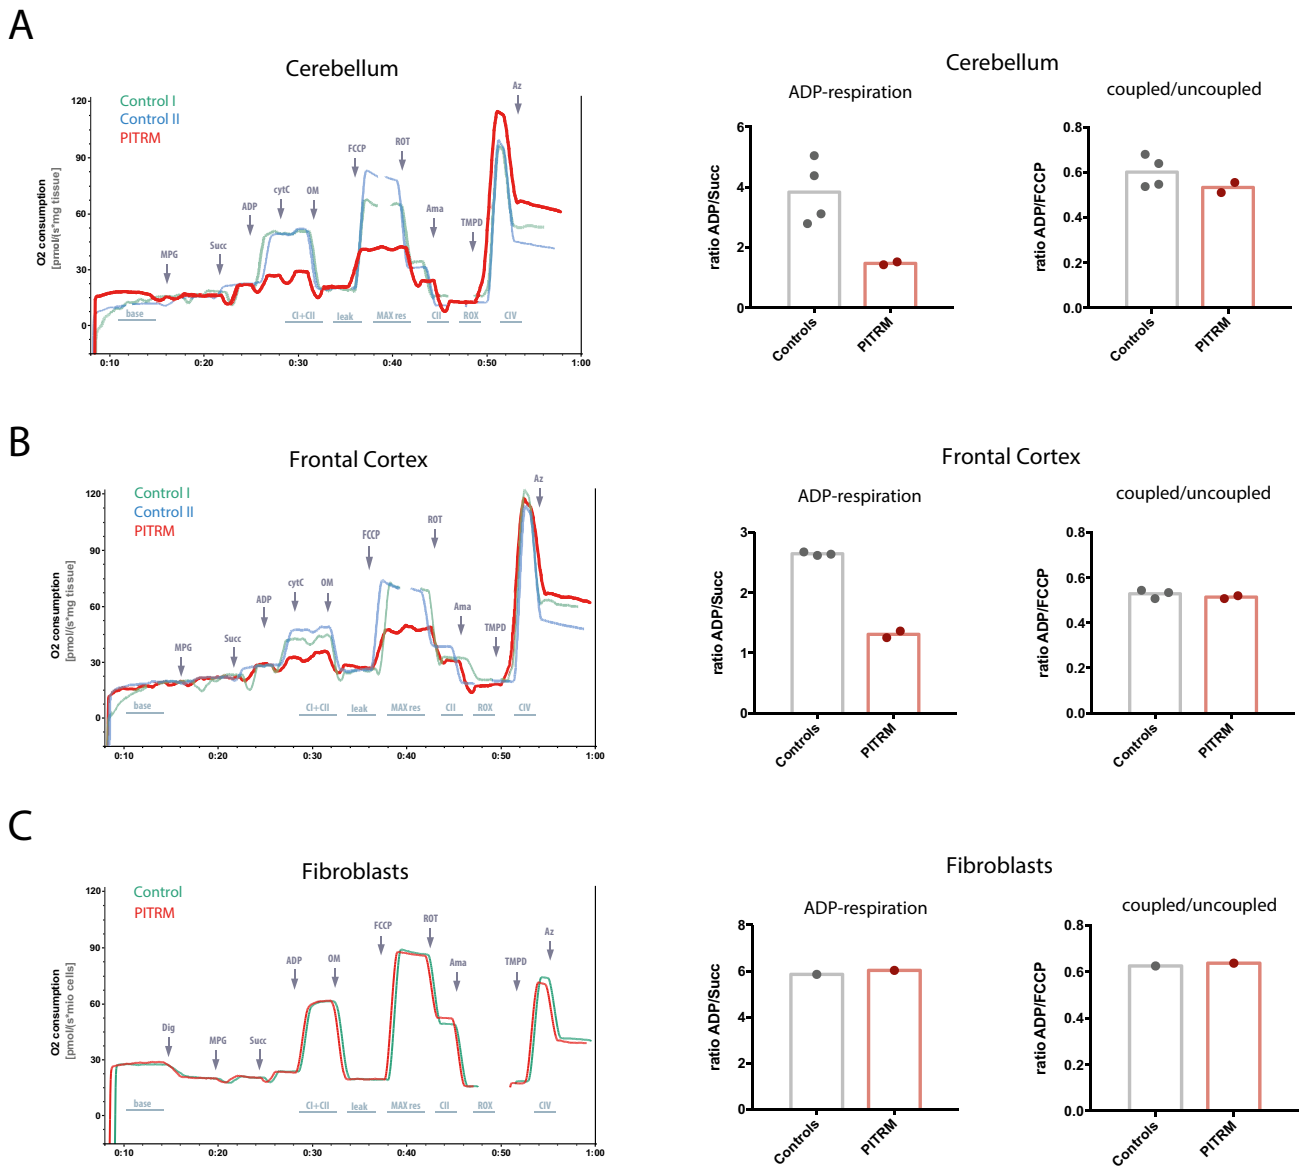 A
Cerebellum
Control I
Control II
PITRM
O2 consumption
[pmol/(s*mg tissue]
120
90
60
30
0
MPG
Succ
ADP
cytC
OM
FCCP
ROT
Ama
TMPD
Az
base
CI+CII
leak
MAX res
CII
ROX
CIV
0:10
0:20
0:30
0:40
0:50
1:00
Cerebellum
ADP-respiration
ratio ADP/Succ
6
4
2
0
Controls
PITRM
coupled/uncoupled
ratio ADP/FCCP
0.8
0.6
0.4
0.2
0.0
Controls
PITRM
B
Frontal Cortex
Control I
Control II
PITRM
O2 consumption
[pmol/(s*mg tissue]
120
90
60
30
0
MPG
Succ
ADP
cytC
OM
FCCP
ROT
Ama
TMPD
Az
base
CI+CII
leak
MAX res
CII
ROX
CIV
0:10
0:20
0:30
0:40
0:50
1:00
Frontal Cortex
ADP-respiration
ratio ADP/Succ
3
2
1
0
Controls
PITRM
coupled/uncoupled
ratio ADP/FCCP
0.8
0.6
0.4
0.2
0.0
Controls
PITRM
C
Fibroblasts
Control
PITRM
O2 consumption
[pmol/(s*mio cells]
120
90
60
30
0
Dig
MPG
Succ
ADP
OM
FCCP
ROT
Ama
TMPD
Az
base
CI+CII
leak
MAX res
CII
ROX
CIV
0:10
0:20
0:30
0:40
0:50
1:00
Fibroblasts
ADP-respiration
ratio ADP/Succ
8
6
4
2
0
Controls
PITRM
coupled/uncoupled
ratio ADP/FCCP
0.8
0.6
0.4
0.2
0.0
Controls
PITRM